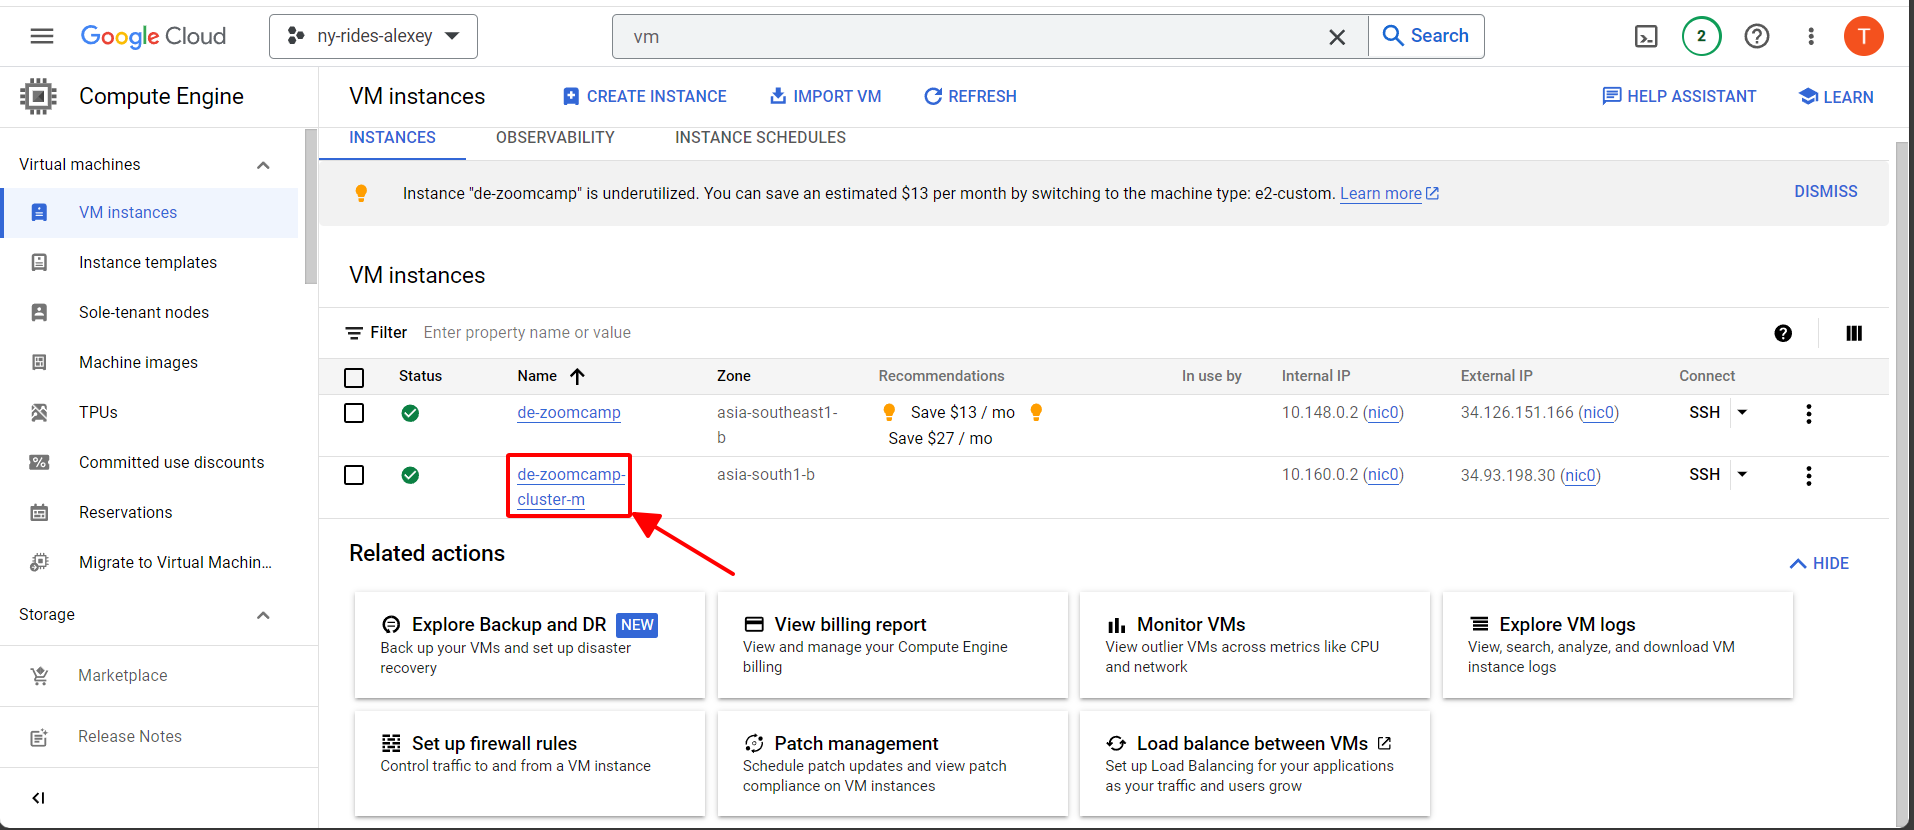 Google Cloud
ny-rides-alexey
vm
Search
2
T
Compute Engine
VM instances
CREATE INSTANCE
IMPORT VM
REFRESH
HELP ASSISTANT
LEARN
Virtual machines
VM instances
Instance templates
Sole-tenant nodes
Machine images
TPUs
Committed use discounts
Reservations
Migrate to Virtual Machin...
Storage
Marketplace
Release Notes
INSTANCES
OBSERVABILITY
INSTANCE SCHEDULES
Instance "de-zoomcamp" is underutilized. You can save an estimated $13 per month by switching to the machine type: e2-custom. Learn more
DISMISS
VM instances
Filter Enter property name or value
Status Name Zone Recommendations In use by Internal IP External IP Connect
de-zoomcamp asia-southeast1- Save $13 / mo 10.148.0.2 (nic0) 34.126.151.166 (nic0) SSH
b Save $27 / mo
de-zoomcamp- asia-south1-b 10.160.0.2 (nic0) 34.93.198.30 (nic0) SSH
cluster-m
Related actions
HIDE
Explore Backup and DR NEW
Back up your VMs and set up disaster
recovery
View billing report
View and manage your Compute Engine
billing
Monitor VMs
View outlier VMs across metrics like CPU
and network
Explore VM logs
View, search, analyze, and download VM
instance logs
Set up firewall rules
Control traffic to and from a VM instance
Patch management
Schedule patch updates and view patch
compliance on VM instances
Load balance between VMs
Set up Load Balancing for your applications
as your traffic and users grow